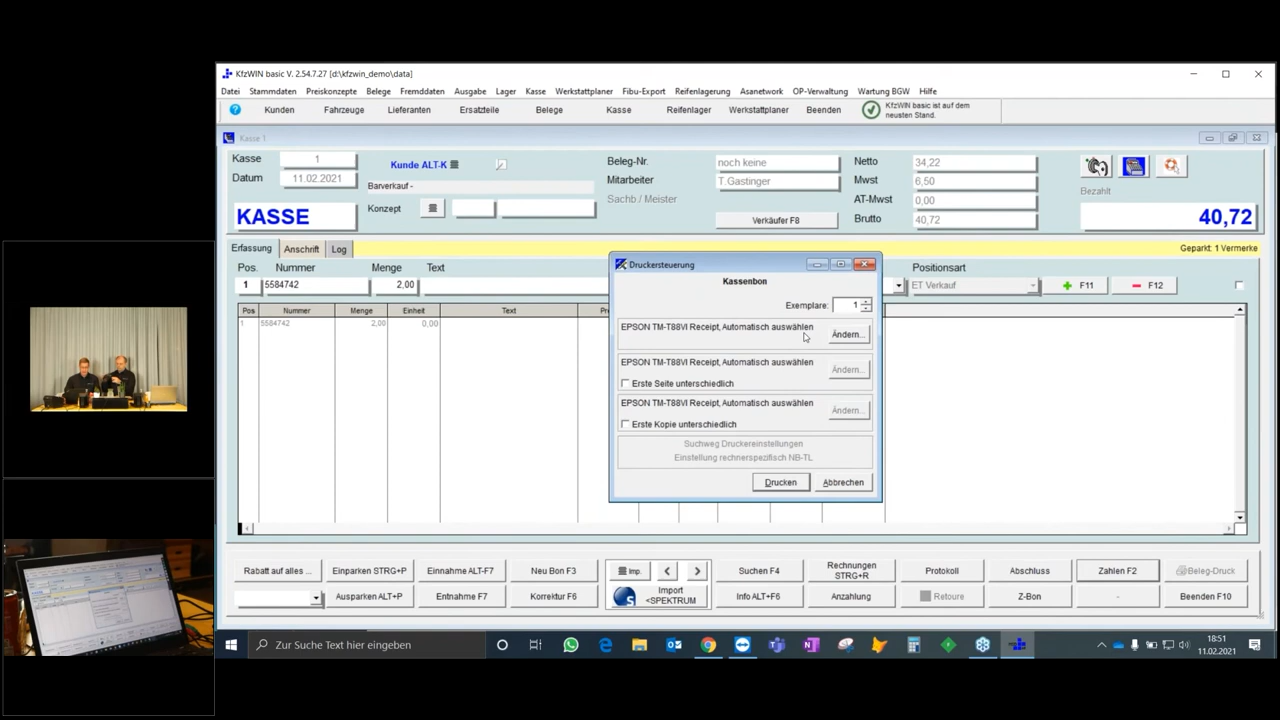 KfzWIN basic V. 2.54.7.27 [d:\kfzwin_demo\data]
Datei Stammdaten Preiskonzepte Belege Fremddaten Ausgabe Lager Kasse Werkstattplaner Fibu-Export Reifenlagerung Asanetwork OP-Verwaltung Wartung BGW Hilfe
Kunden Fahrzeuge Lieferanten Ersatzteile Belege Kasse Reifenlager Werkstattplaner Beenden KfzWIN basic ist auf dem
neusten Stand.
Kasse 1
Kasse 1 Kunde ALT-K Beleg-Nr. noch keine Netto 34,22
Datum 11.02.2021 Barverkauf - Mitarbeiter T.Gastinger Mwst 6,50 Bezahlt
Konzept Sachb / Meister AT-Mwst 0,00
KASSE Verkäufer F8 Brutto 40,72 40,72
Erfassung Anschrift Log Geparkt: 1 Vermerke
Pos. Nummer Menge Text Positionsart
1 5584742 2,00 ET Verkauf F11 F12
Pos Nummer Menge Einheit Text
1 5584742 2,00 0,00
Druckersteuerung
Kassenbon
Exemplare: 1
EPSON TM-T88VI Receipt, Automatisch auswählen Ändern...
EPSON TM-T88VI Receipt, Automatisch auswählen Ändern...
Erste Seite unterschiedlich
EPSON TM-T88VI Receipt, Automatisch auswählen Ändern...
Erste Kopie unterschiedlich
Suchweg Druckereinstellungen
Einstellung rechnerspezifisch NB-TL
Drucken Abbrechen
Rabatt auf alles ... Einparken STRG+P Einnahme ALT-F7 Neu Bon F3 Imp. Suchen F4 Rechnungen
STRG+R Protokoll Abschluss Zahlen F2 Beleg-Druck
Ausparken ALT+P Entnahme F7 Korrektur F6 Import
<SPEKTRUM Info ALT+F6 Anzahlung Retoure Z-Bon - Beenden F10
Zur Suche Text hier eingeben
18:51
11.02.2021